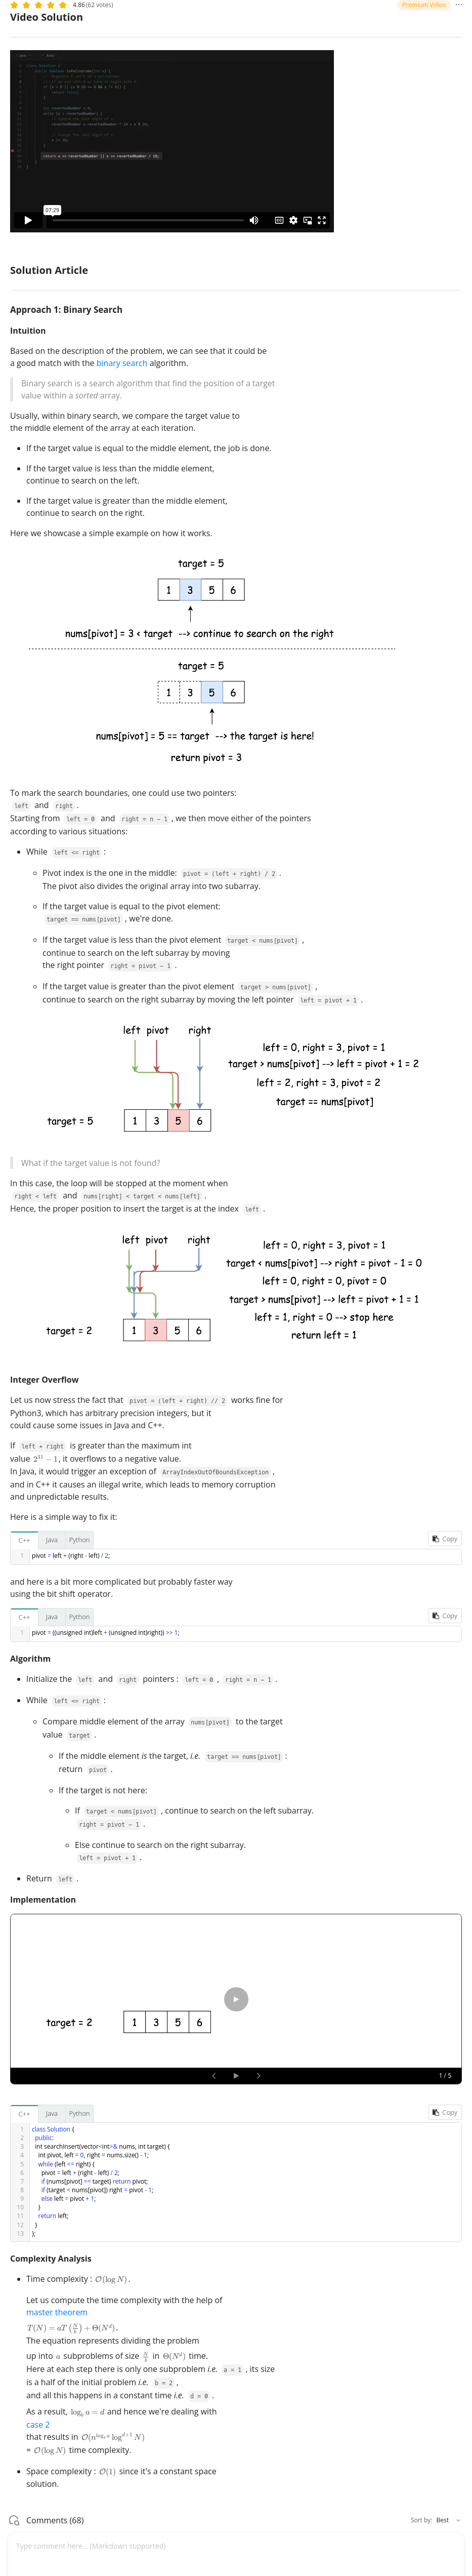 4.86 (62 votes)
Premium Video
Video Solution
07:29
Solution Article
Approach 1: Binary Search
Intuition
Based on the description of the problem, we can see that it could be
a good match with the binary search algorithm.
Binary search is a search algorithm that find the position of a target
value within a sorted array.
Usually, within binary search, we compare the target value to
the middle element of the array at each iteration.
• If the target value is equal to the middle element, the job is done.
• If the target value is less than the middle element,
continue to search on the left.
• If the target value is greater than the middle element,
continue to search on the right.
Here we showcase a simple example on how it works.
target = 5
1 3 5 6
nums[pivot] = 3 < target --> continue to search on the right
target = 5
1 3 5 6
nums[pivot] = 5 == target --> the target is here!
return pivot = 3
To mark the search boundaries, one could use two pointers:
left and right .
Starting from left = 0 and right = n - 1 , we then move either of the pointers
according to various situations:
• While left <= right :
◦ Pivot index is the one in the middle: pivot = (left + right) / 2 .
The pivot also divides the original array into two subarray.
◦ If the target value is equal to the pivot element:
target == nums[pivot] , we're done.
◦ If the target value is less than the pivot element target < nums[pivot] ,
continue to search on the left subarray by moving
the right pointer right = pivot - 1 .
◦ If the target value is greater than the pivot element target > nums[pivot] ,
continue to search on the right subarray by moving the left pointer left = pivot + 1 .
left pivot right
left = 0, right = 3, pivot = 1
target > nums[pivot] --> left = pivot + 1 = 2
left = 2, right = 3, pivot = 2
target == nums[pivot]
target = 5
1 3 5 6
What if the target value is not found?
In this case, the loop will be stopped at the moment when
right < left and nums[right] < target < nums[left] .
Hence, the proper position to insert the target is at the index left .
left pivot right
left = 0, right = 3, pivot = 1
target < nums[pivot] --> right = pivot - 1 = 0
left = 0, right = 0, pivot = 0
target > nums[pivot] --> left = pivot + 1 = 1
left = 1, right = 0 --> stop here
return left = 1
target = 2
1 3 5 6
Integer Overflow
Let us now stress the fact that pivot = (left + right) // 2 works fine for
Python3, which has arbitrary precision integers, but it
could cause some issues in Java and C++.
If left + right is greater than the maximum int
value 2^31 − 1, it overflows to a negative value.
In Java, it would trigger an exception of ArrayIndexOutOfBoundsException ,
and in C++ it causes an illegal write, which leads to memory corruption
and unpredictable results.
Here is a simple way to fix it:
C++ Java Python Copy
1 pivot = left + (right - left) / 2;
and here is a bit more complicated but probably faster way
using the bit shift operator.
C++ Java Python Copy
1 pivot = ((unsigned int)left + (unsigned int)right)) >> 1;
Algorithm
• Initialize the left and right pointers : left = 0 , right = n - 1 .
• While left <= right :
◦ Compare middle element of the array nums[pivot] to the target
value target .
◦ If the middle element is the target, i.e. target == nums[pivot] :
return pivot .
◦ If the target is not here:
◦ If target < nums[pivot] , continue to search on the left subarray.
right = pivot - 1 .
◦ Else continue to search on the right subarray.
left = pivot + 1 .
• Return left .
Implementation
target = 2
1 3 5 6
1 / 5
C++ Java Python Copy
1 class Solution {
2 public:
3 int searchInsert(vector<int>& nums, int target) {
4 int pivot, left = 0, right = nums.size() - 1;
5 while (left <= right) {
6 pivot = left + (right - left) / 2;
7 if (nums[pivot] == target) return pivot;
8 if (target < nums[pivot]) right = pivot - 1;
9 else left = pivot + 1;
10 }
11 return left;
12 }
13 };
Complexity Analysis
• Time complexity : O(log N).
Let us compute the time complexity with the help of
master theorem
T(N) = aT(N/b) + Θ(N^d).
The equation represents dividing the problem
up into a subproblems of size N/b in Θ(N^d) time.
Here at each step there is only one subproblem i.e. a = 1 , its size
is a half of the initial problem i.e. b = 2 ,
and all this happens in a constant time i.e. d = 0 .
As a result, log_b a = d and hence we're dealing with
case 2
that results in O(n^(log_b a) log^(d+1) N)
= O(log N) time complexity.
• Space complexity : O(1) since it's a constant space
solution.
Comments (68)
Sort by: Best
Type comment here... (Markdown supported)